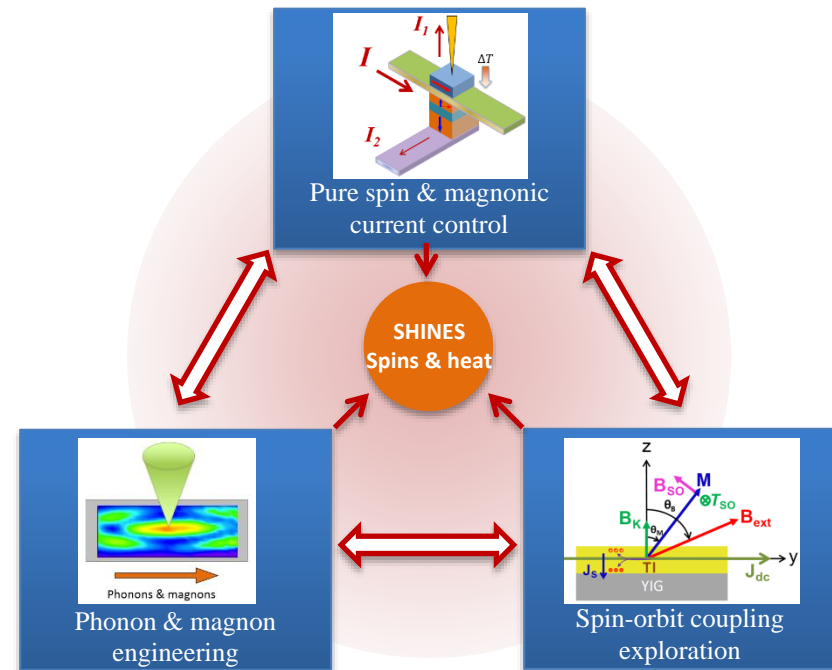 I1
ΔT
I
I2
Pure spin & magnonic
current control
SHINES
Spins & heat
Phonons & magnons
Phonon & magnon
engineering
z
M
BSO
⊗TSO
θB
BK
θM
Bext
Js
TI
Jdc
y
YIG
Spin-orbit coupling
exploration